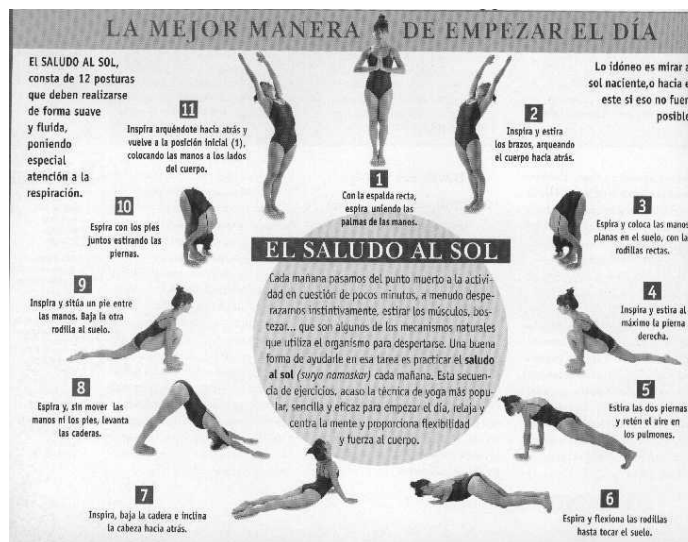 LA MEJOR MANERA DE EMPEZAR EL DÍA
El SALUDO AL SOL,
consta de 12 posturas
que deben realizarse
de forma suave
y fluida,
poniendo
especial
atención a la
respiración.
Lo idóneo es mirar a
sol naciente,o hacia e
este si eso no fuer
posible
1
Con la espalda recta,
espira uniendo las
palmas de las manos.
2
Inspira y estira
los brazos, arqueando
el cuerpo hacia atrás.
3
Espira y coloca las manos
planas en el suelo, con la
rodillas rectas.
4
Inspira y estira al
máximo la pierna
derecha.
5
Estira las dos piernas
y retén el aire en
los pulmones.
6
Espira y flexiona las rodillas
hasta tocar el suelo.
7
Inspira, baja la cadera e inclina
la cabeza hacia atrás.
8
Espira y, sin mover las
manos ni los pies, levanta
las caderas.
9
Inspira y sitúa un pie entre
las manos. Baja la otra
rodilla al suelo.
10
Espira con los pies
juntos estirando las
piernas.
11
Inspira arquéndote hacia atrás y
vuelve a la posición inicial (1),
colocando las manos a los lados
del cuerpo.
EL SALUDO AL SOL
Cada mañana pasamos del punto muerto a la activi-
dad en cuestión de pocos minutos, a menudo despe-
razarnos instintivamente, estirar los músculos, bos-
tezar... que son algunos de los mecanismos naturales
que utiliza el organismo para despertarse. Una buena
forma de ayudarle en esa tarea es practicar el saludo
al sol (surya namaskar) cada mañana. Esta secuen-
cia de ejercicios, acaso la técnica de yoga más popu-
lar, sencilla y eficaz para empezar el día, relaja y
centra la mente y proporciona flexibilidad
y fuerza al cuerpo.